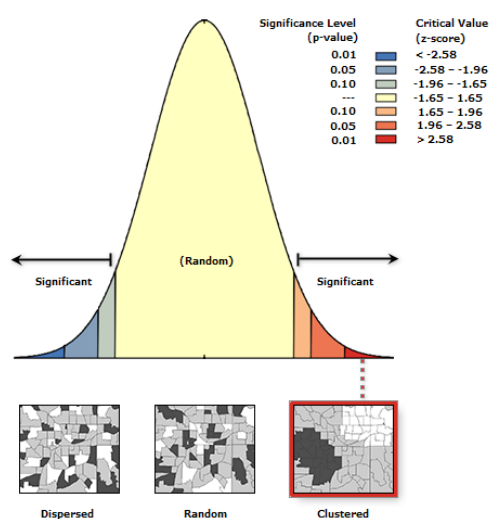 Significance Level Critical Value
(p-value) (z-score)
0.01 < -2.58
0.05 -2.58 – -1.96
0.10 -1.96 – -1.65
--- -1.65 – 1.65
0.10 1.65 – 1.96
0.05 1.96 – 2.58
0.01 > 2.58
(Random)
Significant Significant
Dispersed Random Clustered